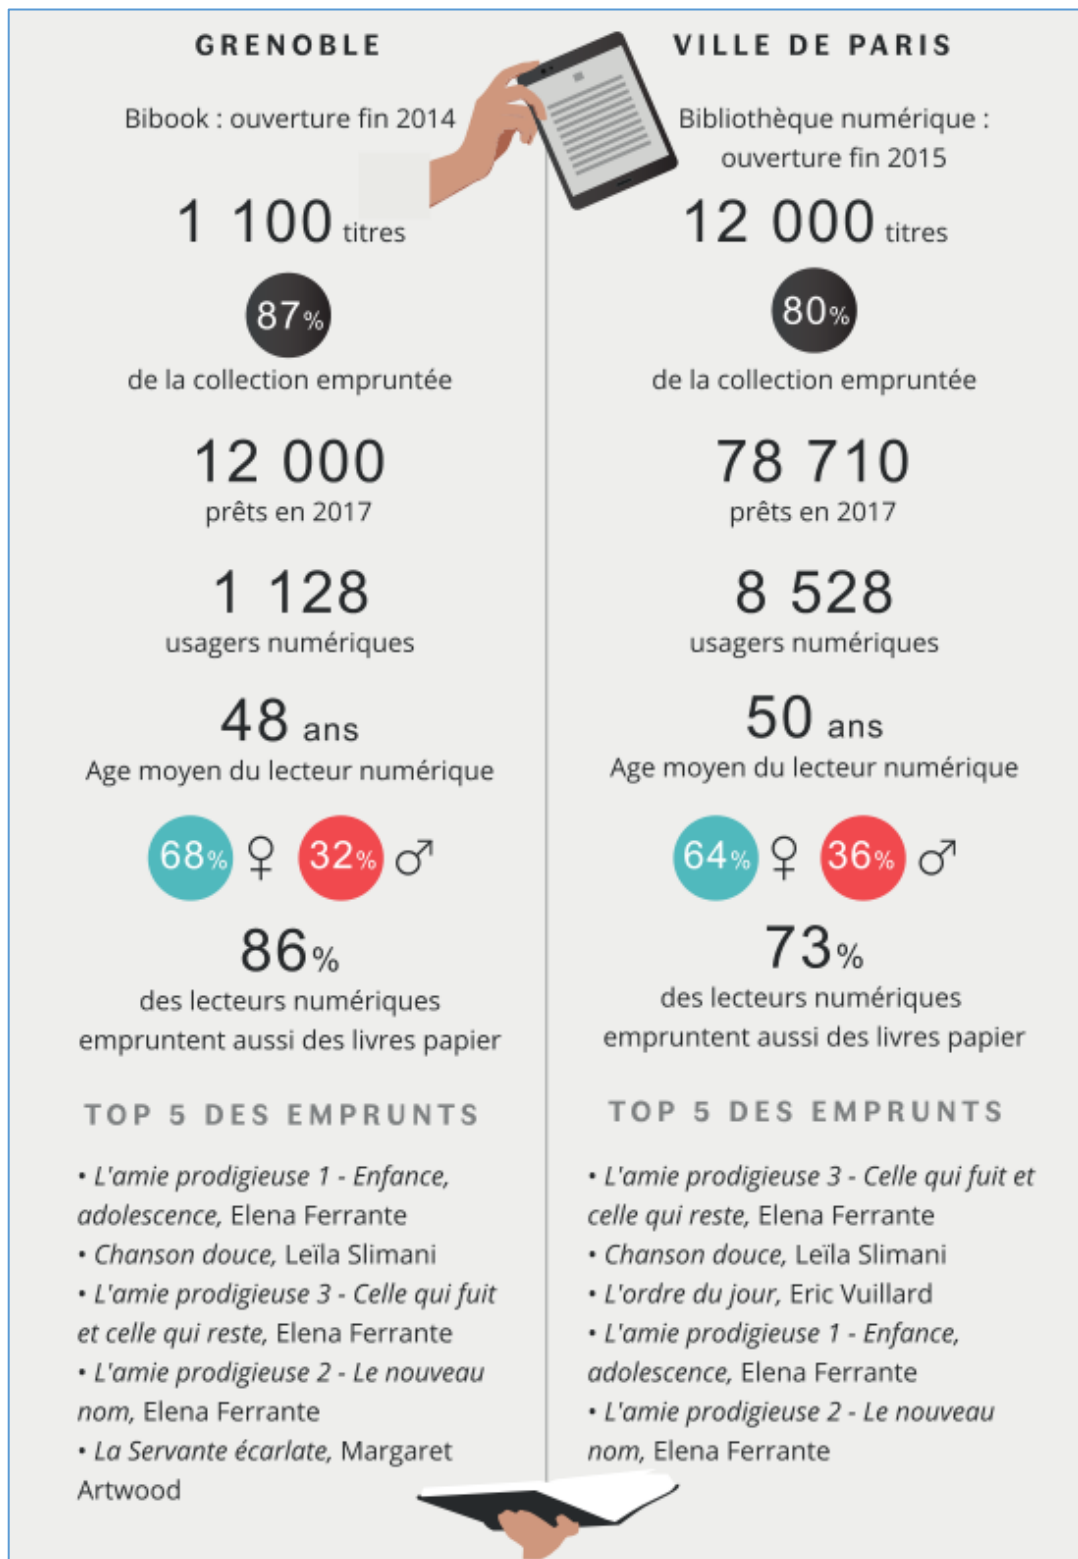 GRENOBLE
Bibook : ouverture fin 2014
1 100 titres
87%
de la collection empruntée
12 000
prêts en 2017
1 128
usagers numériques
48 ans
Age moyen du lecteur numérique
68% ♀ 32% ♂
86%
des lecteurs numériques
empruntent aussi des livres papier
TOP 5 DES EMPRUNTS
• L'amie prodigieuse 1 - Enfance,
adolescence, Elena Ferrante
• Chanson douce, Leïla Slimani
• L'amie prodigieuse 3 - Celle qui fuit
et celle qui reste, Elena Ferrante
• L'amie prodigieuse 2 - Le nouveau
nom, Elena Ferrante
• La Servante écarlate, Margaret
Artwood
VILLE DE PARIS
Bibliothèque numérique :
ouverture fin 2015
12 000 titres
80%
de la collection empruntée
78 710
prêts en 2017
8 528
usagers numériques
50 ans
Age moyen du lecteur numérique
64% ♀ 36% ♂
73%
des lecteurs numériques
empruntent aussi des livres papier
TOP 5 DES EMPRUNTS
• L'amie prodigieuse 3 - Celle qui fuit et
celle qui reste, Elena Ferrante
• Chanson douce, Leïla Slimani
• L'ordre du jour, Eric Vuillard
• L'amie prodigieuse 1 - Enfance,
adolescence, Elena Ferrante
• L'amie prodigieuse 2 - Le nouveau
nom, Elena Ferrante